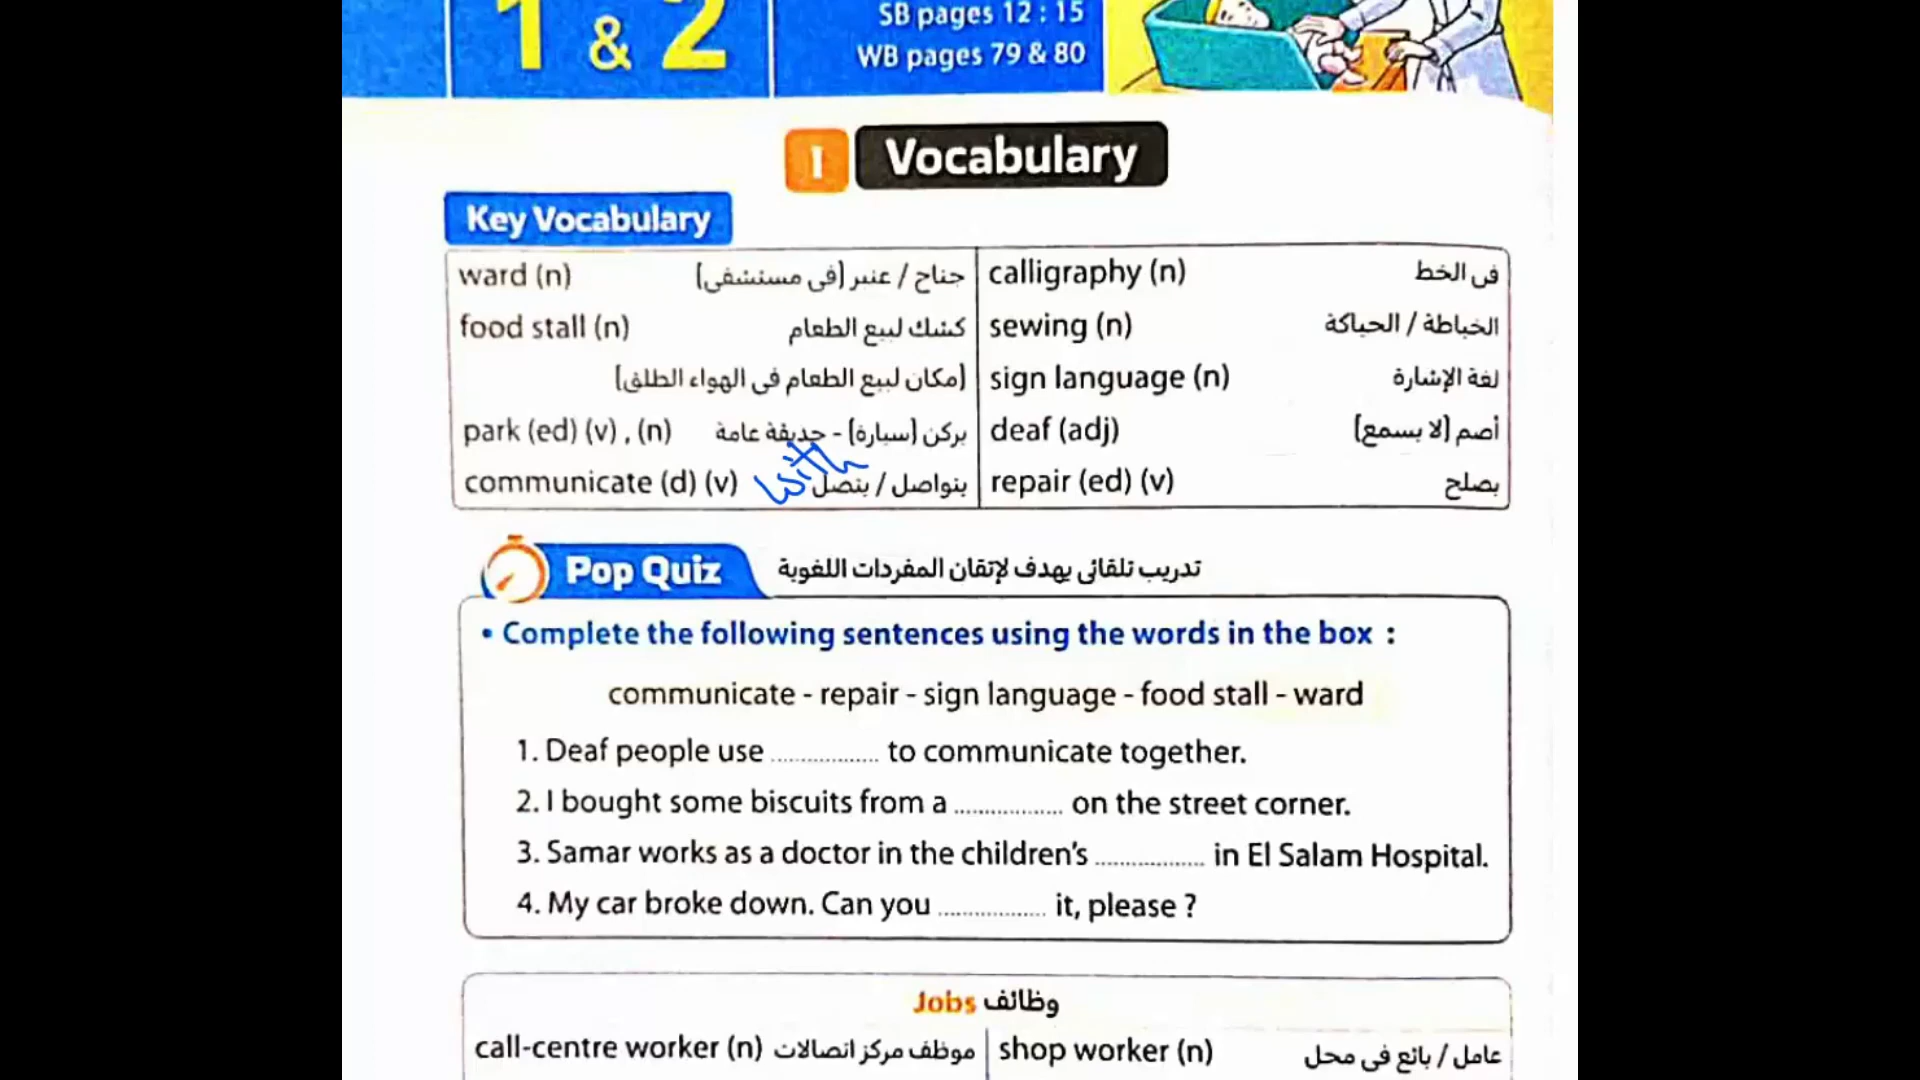 1 & 2
SB pages 12 : 15
WB pages 79 & 80
I Vocabulary
Key Vocabulary
ward (n) جناح / عنبر [فى مستشفى]
food stall (n) كشك لبيع الطعام
[مكان لبيع الطعام فى الهواء الطلق]
park (ed) (v) , (n) يركن [سيارة] - حديقة عامة
communicate (d) (v) with يتواصل / يتصل
calligraphy (n) فن الخط
sewing (n) الخياطة / الحياكة
sign language (n) لغة الإشارة
deaf (adj) أصم [لا يسمع]
repair (ed) (v) يصلح
Pop Quiz تدريب تلقائى يهدف لإتقان المفردات اللغوية
• Complete the following sentences using the words in the box :
communicate - repair - sign language - food stall - ward
1. Deaf people use .................. to communicate together.
2. I bought some biscuits from a .................. on the street corner.
3. Samar works as a doctor in the children's .................. in El Salam Hospital.
4. My car broke down. Can you .................. it, please ?
Jobs وظائف
call-centre worker (n) موظف مركز اتصالات
shop worker (n) عامل / بائع فى محل